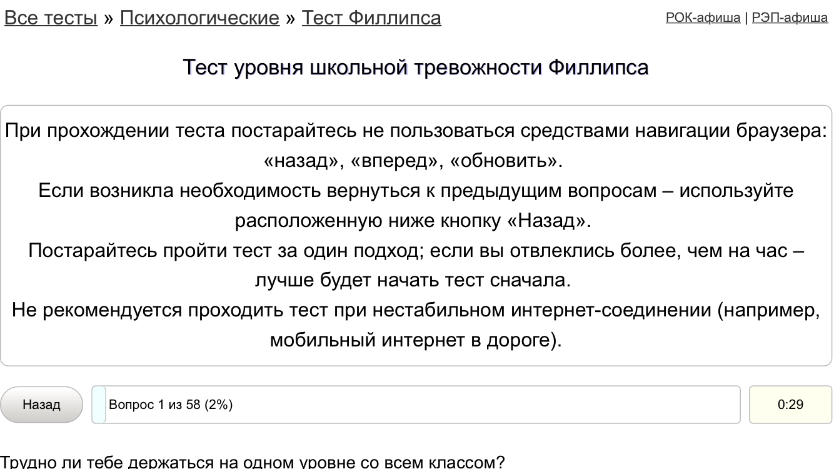 Все тесты » Психологические » Тест Филлипса
РОК-афиша | РЭП-афиша
Тест уровня школьной тревожности Филлипса
При прохождении теста постарайтесь не пользоваться средствами навигации браузера:
«назад», «вперед», «обновить».
Если возникла необходимость вернуться к предыдущим вопросам – используйте
расположенную ниже кнопку «Назад».
Постарайтесь пройти тест за один подход; если вы отвлеклись более, чем на час –
лучше будет начать тест сначала.
Не рекомендуется проходить тест при нестабильном интернет-соединении (например,
мобильный интернет в дороге).
Назад
Вопрос 1 из 58 (2%)
0:29
Трудно ли тебе держаться на одном уровне со всем классом?